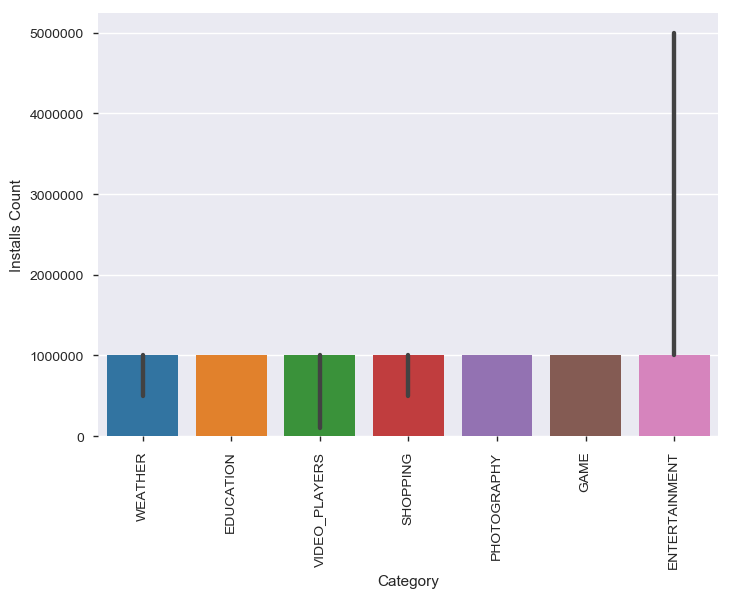 5000000
4000000
3000000
2000000
1000000
0
Installs Count
WEATHER
EDUCATION
VIDEO_PLAYERS
SHOPPING
PHOTOGRAPHY
GAME
ENTERTAINMENT
Category